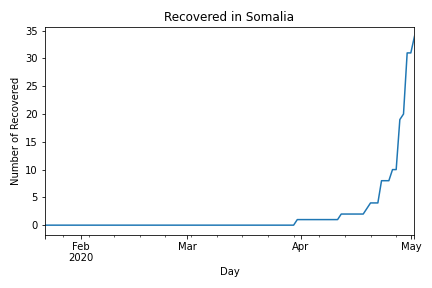 Recovered in Somalia
Number of Recovered
35
30
25
20
15
10
5
0
Feb
2020
Mar
Apr
May
Day